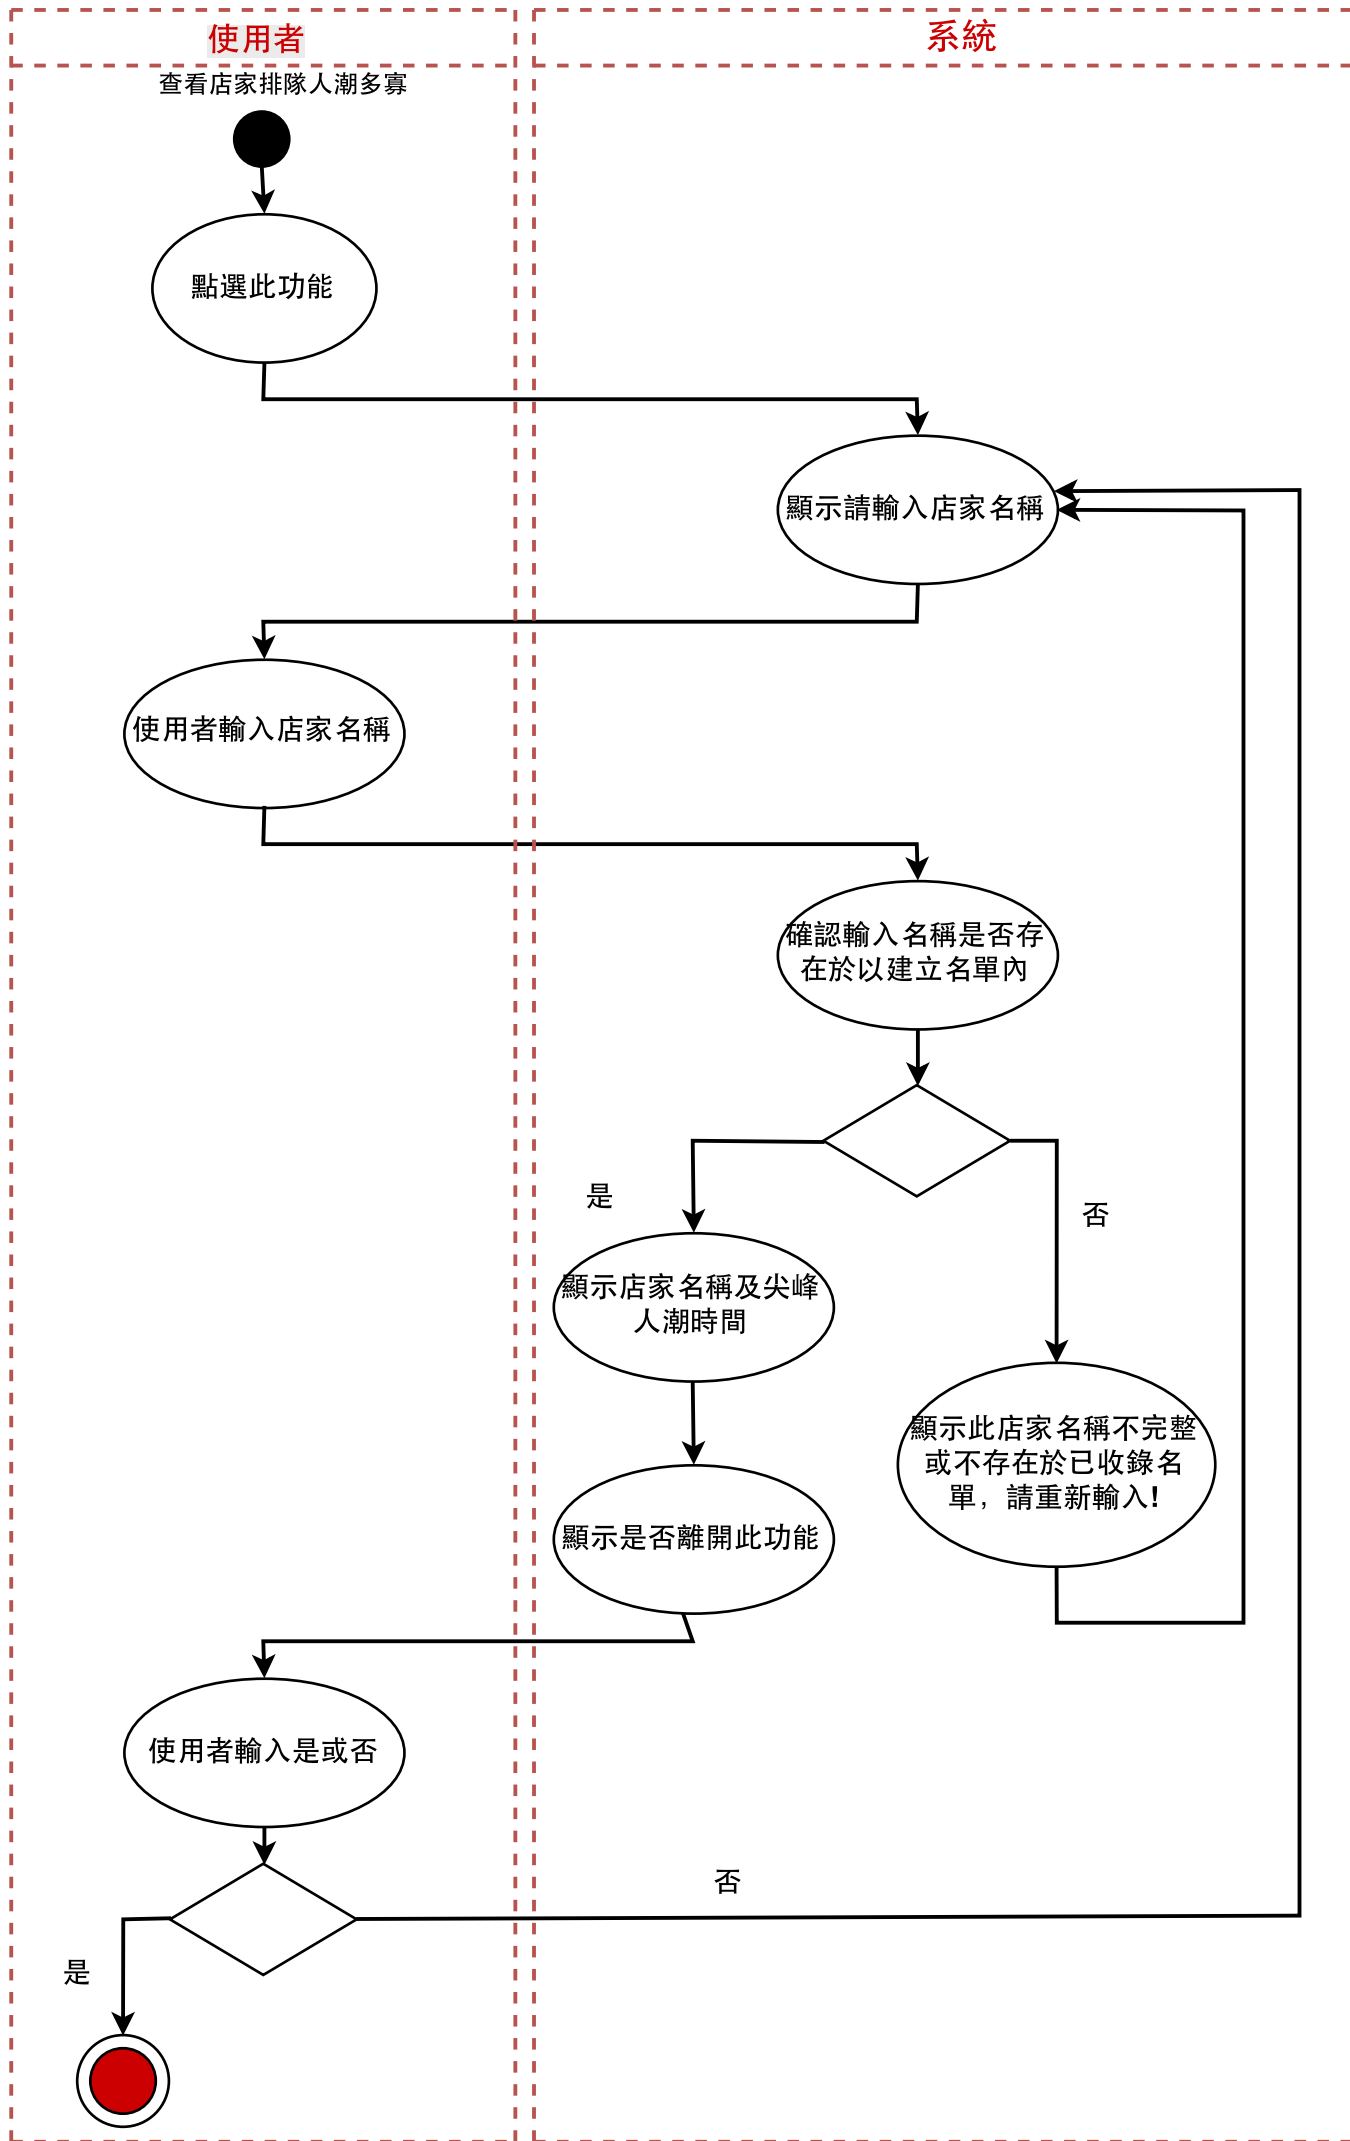 使用者
系統
查看店家排隊人潮多寡
點選此功能
顯示請輸入店家名稱
使用者輸入店家名稱
確認輸入名稱是否存
在於以建立名單內
是
否
顯示店家名稱及尖峰
人潮時間
顯示此店家名稱不完整
或不存在於已收錄名
單，請重新輸入!
顯示是否離開此功能
使用者輸入是或否
否
是